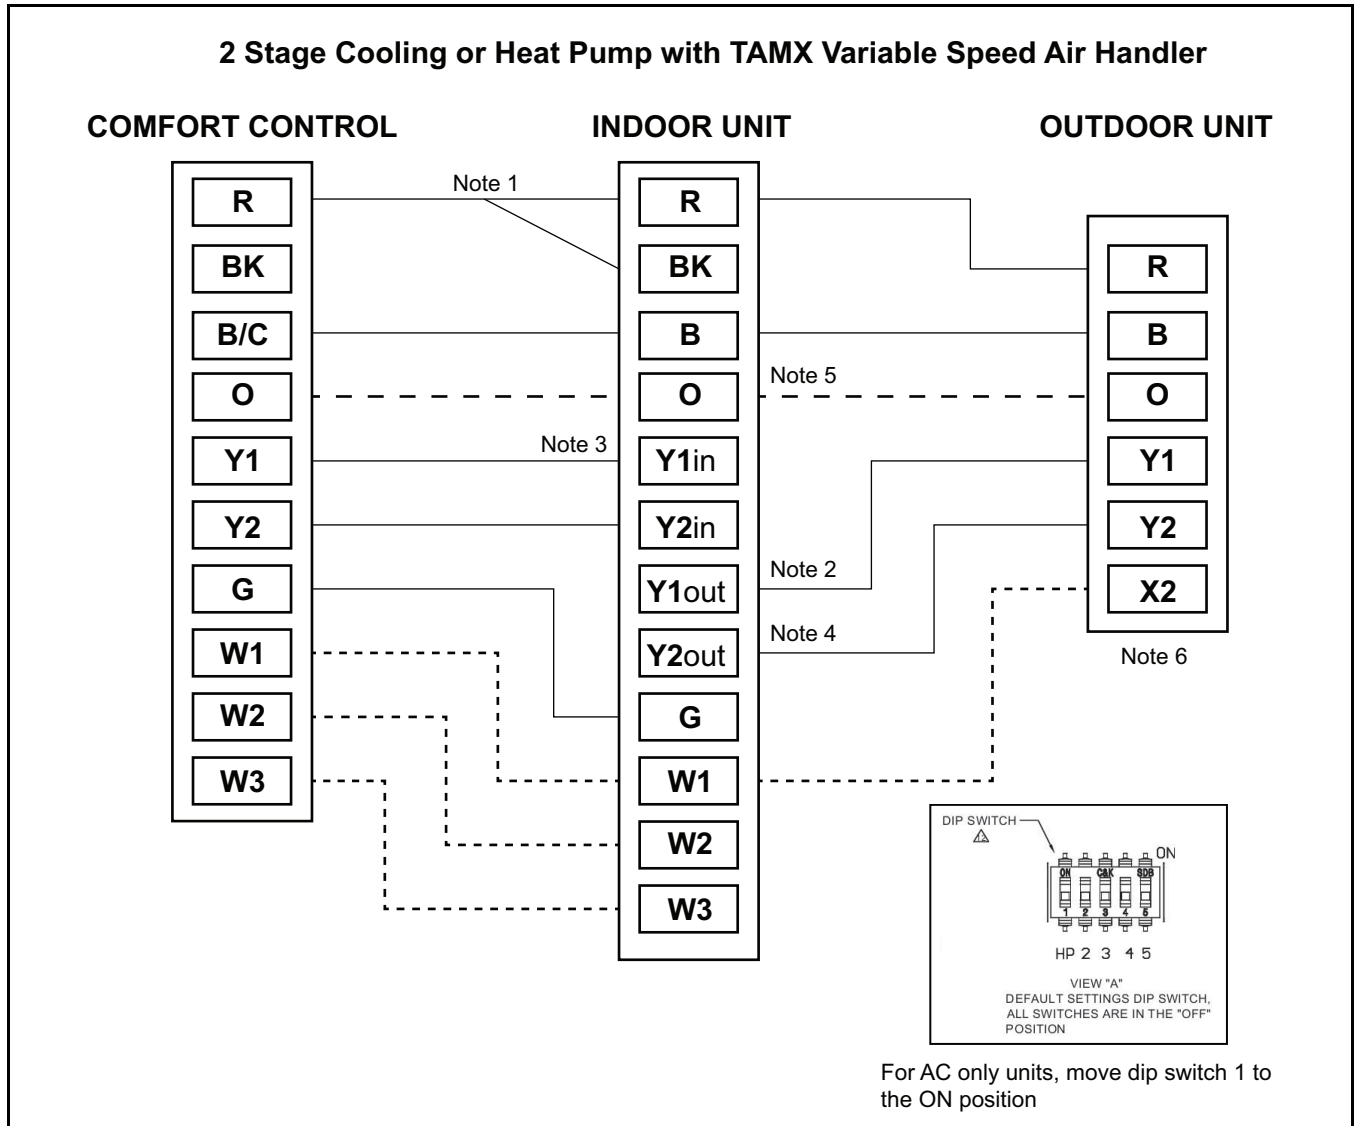 2 Stage Cooling or Heat Pump with TAMX Variable Speed Air Handler
COMFORT CONTROL
R
BK
B/C
O
Y1
Y2
G
W1
W2
W3
Note 1
Note 3
INDOOR UNIT
R
BK
B
O
Y1in
Y2in
Y1out
Y2out
G
W1
W2
W3
Note 5
Note 2
Note 4
OUTDOOR UNIT
R
B
O
Y1
Y2
X2
Note 6
DIP SWITCH
12
ON
ON C&K SDB
1 2 3 4 5
HP 2 3 4 5
VIEW "A"
DEFAULT SETTINGS DIP SWITCH,
ALL SWITCHES ARE IN THE "OFF"
POSITION
For AC only units, move dip switch 1 to
the ON position